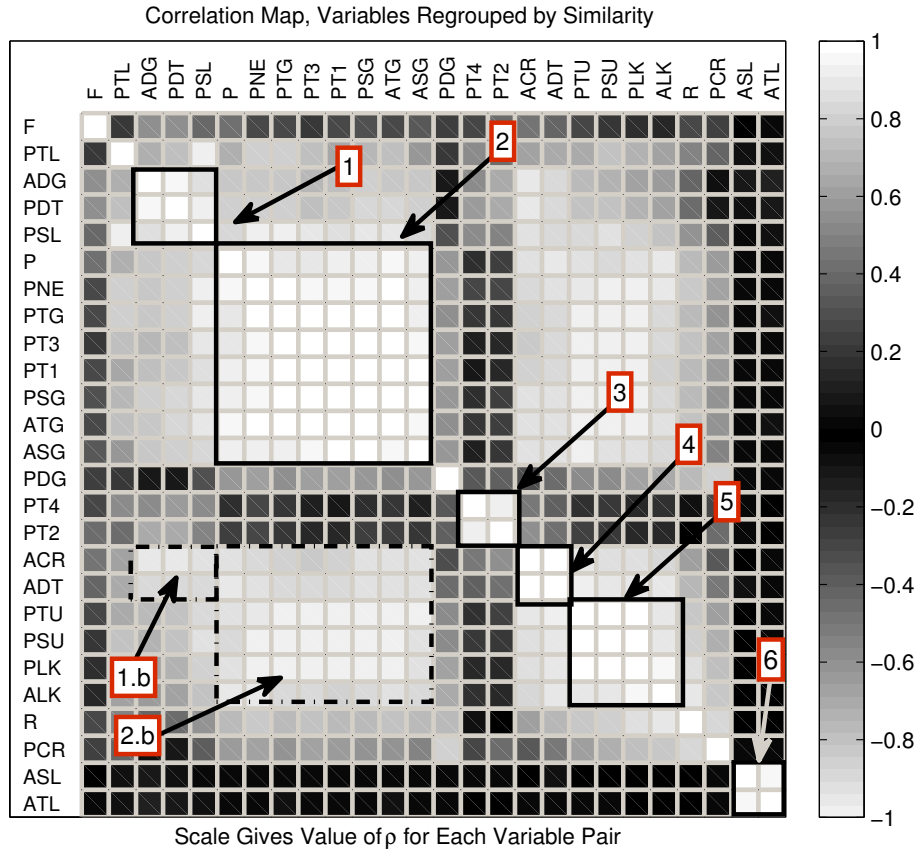 Correlation Map, Variables Regrouped by Similarity
F PTL ADG PDT PSL P PNE PTG PT3 PT1 PSG ATG ASG PDG PT4 PT2 ACR ADT PTU PSU PLK ALK R PCR ASL ATL
F
PTL
ADG
PDT
PSL
P
PNE
PTG
PT3
PT1
PSG
ATG
ASG
PDG
PT4
PT2
ACR
ADT
PTU
PSU
PLK
ALK
R
PCR
ASL
ATL
1
2
3
4
5
6
1.b
2.b
1
0.8
0.6
0.4
0.2
0
−0.2
−0.4
−0.6
−0.8
−1
Scale Gives Value of ρ for Each Variable Pair